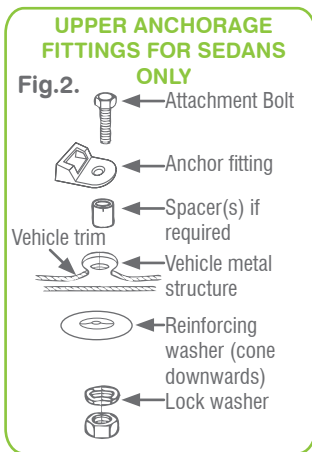 UPPER ANCHORAGE
FITTINGS FOR SEDANS
ONLY
Fig.2.
Attachment Bolt
Anchor fitting
Spacer(s) if
required
Vehicle trim
Vehicle metal
structure
Reinforcing
washer (cone
downwards)
Lock washer